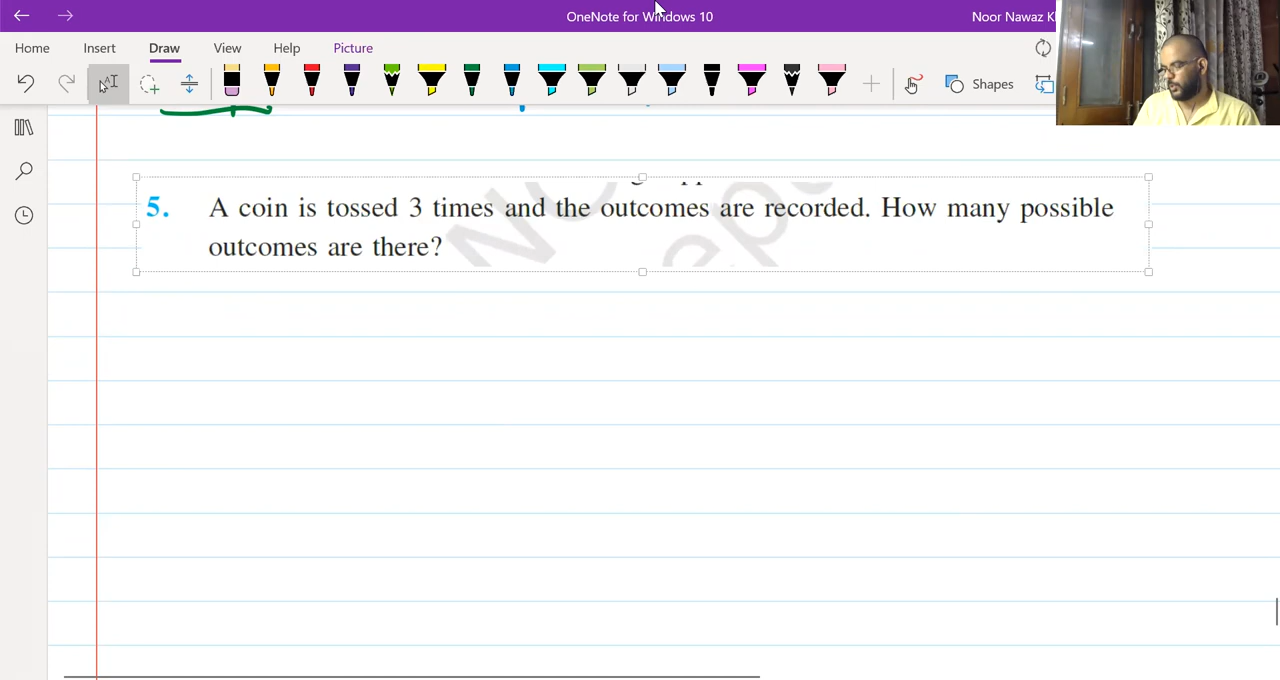 OneNote for Windows 10
Noor Nawaz
Home Insert Draw View Help Picture
Shapes
5. A coin is tossed 3 times and the outcomes are recorded. How many possible
outcomes are there?